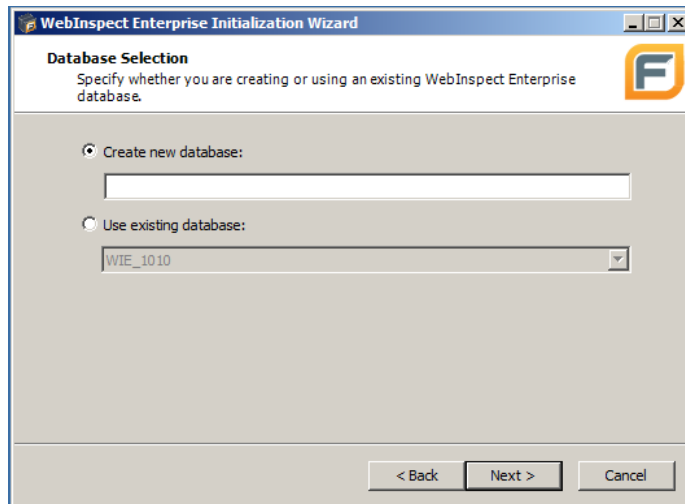 WebInspect Enterprise Initialization Wizard
Database Selection
Specify whether you are creating or using an existing WebInspect Enterprise
database.
F
Create new database:
Use existing database:
WIE_1010
< Back Next > Cancel